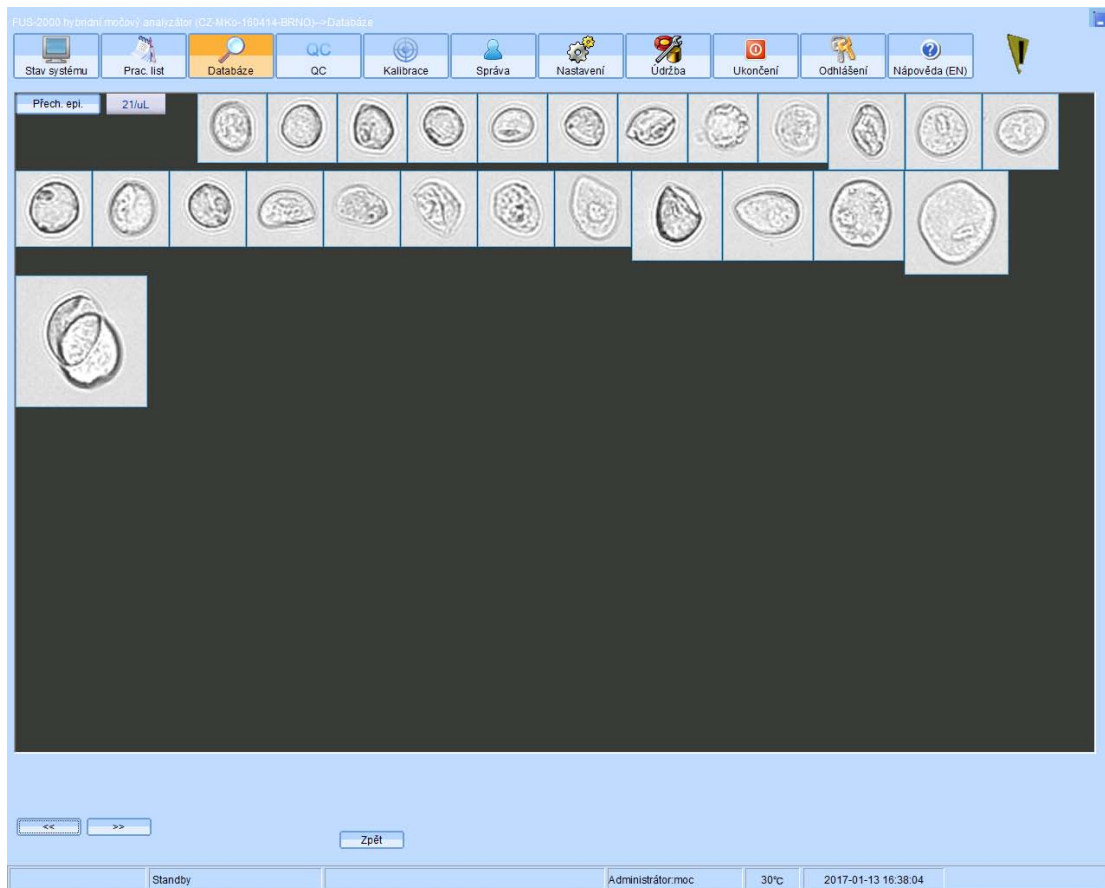 FUS-2000 hybridní močový analyzátor (CZ-MKo-160414-BRNO)-->Databáze
QC
Stav systému Prac. list Databáze QC Kalibrace Správa Nastavení Údržba Ukončení Odhlášení Nápověda (EN)
Přech. epi. 21/uL
<< >>
Zpět
Standby Administrátor:moc 30℃ 2017-01-13 16:38:04